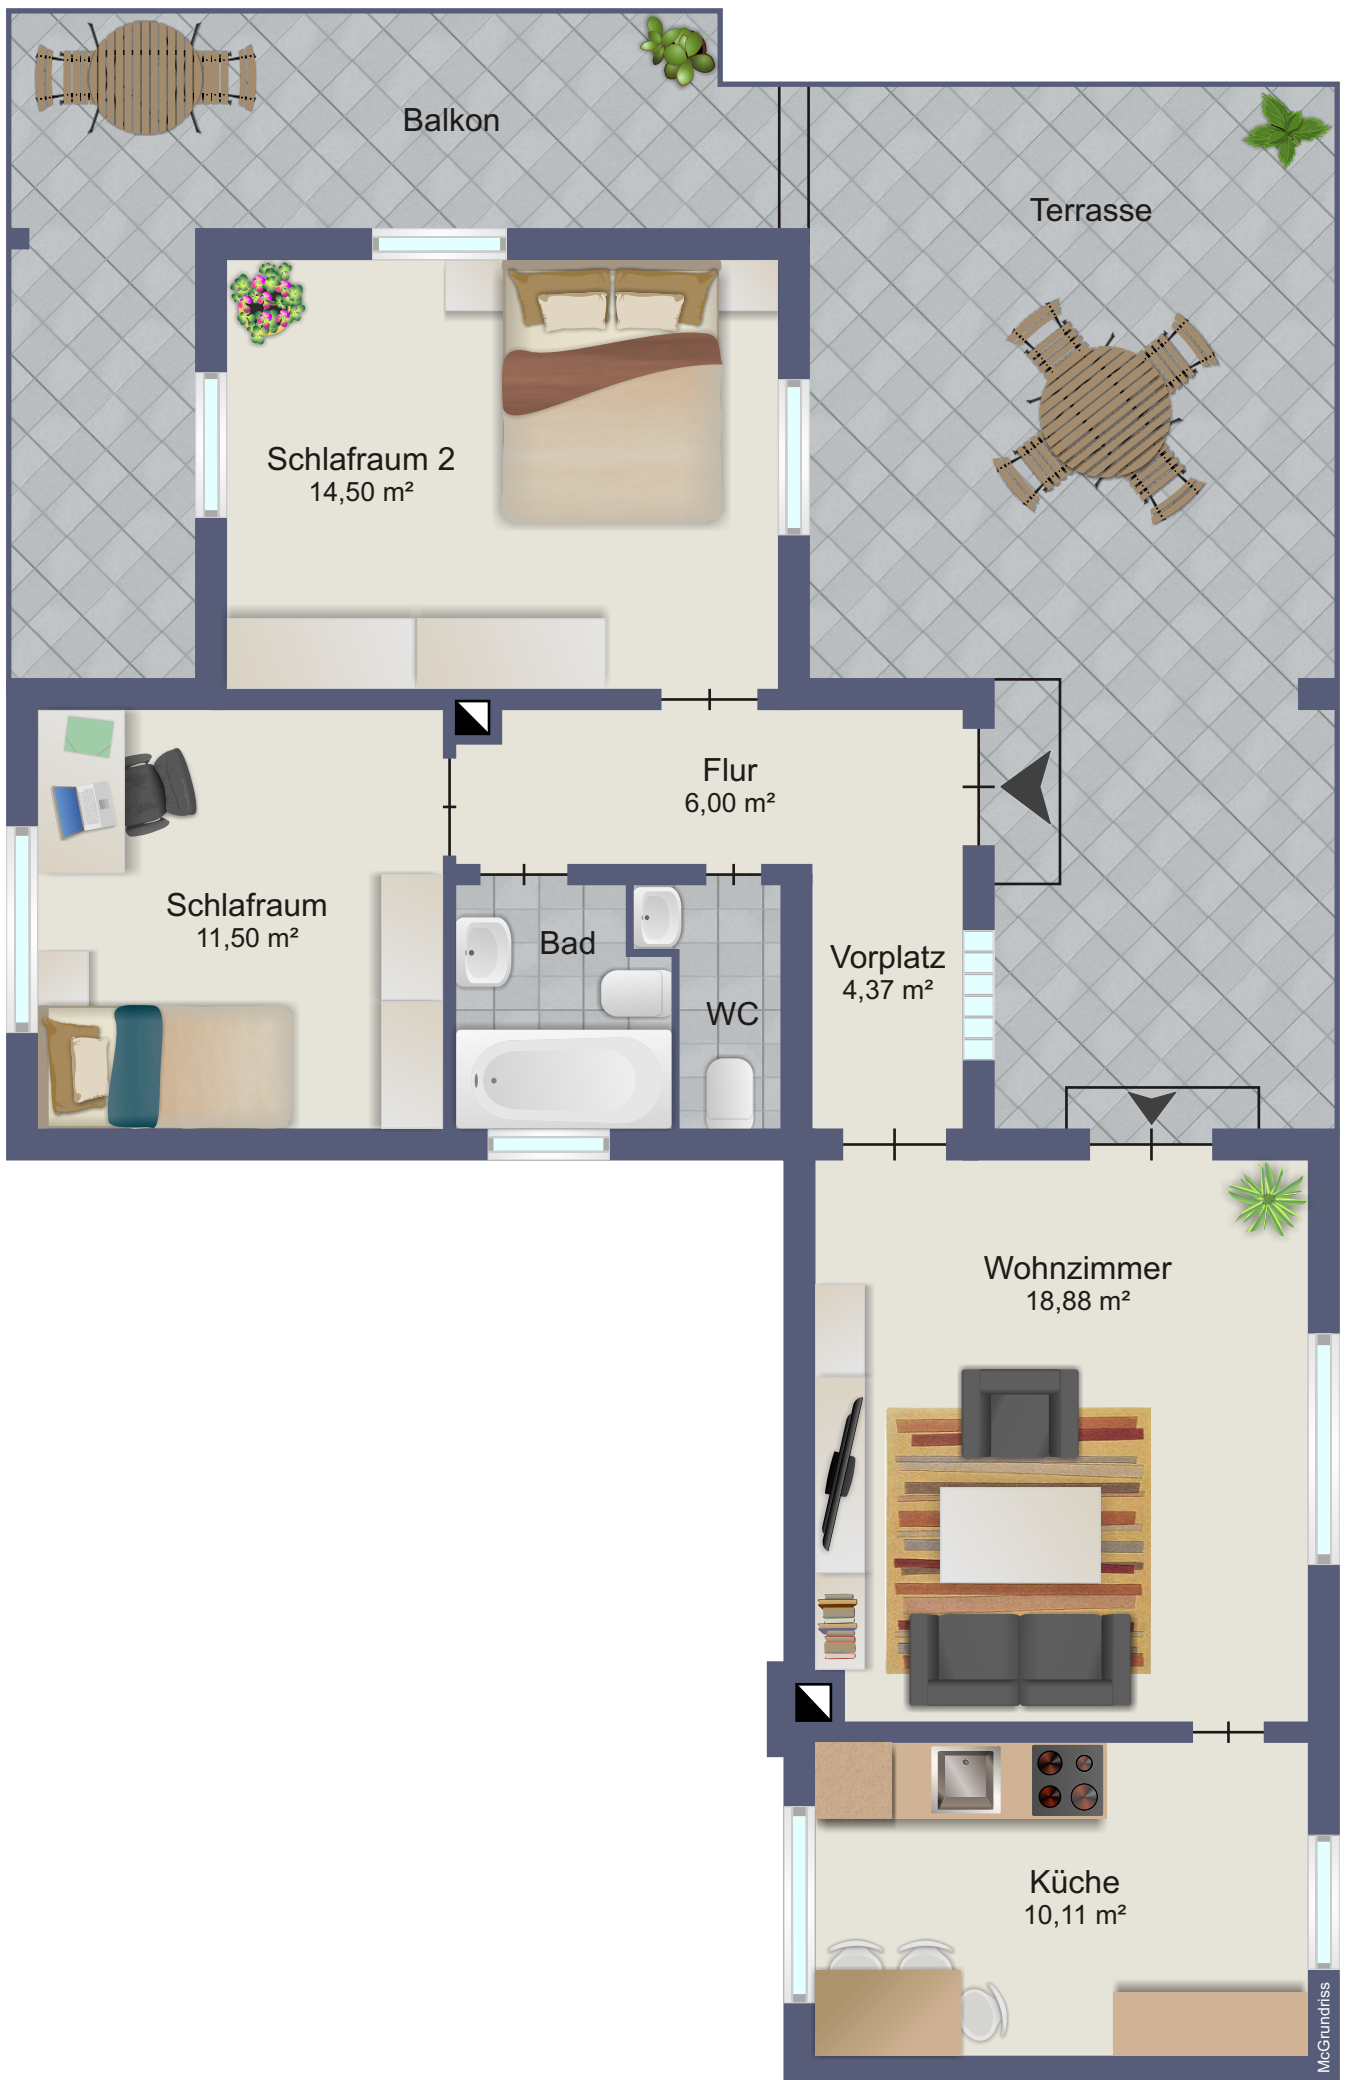 Balkon
Terrasse
Schlafraum 2
14,50 m²
Flur
6,00 m²
Schlafraum
11,50 m²
Bad
Vorplatz
4,37 m²
WC
Wohnzimmer
18,88 m²
Küche
10,11 m²
McGrundriss